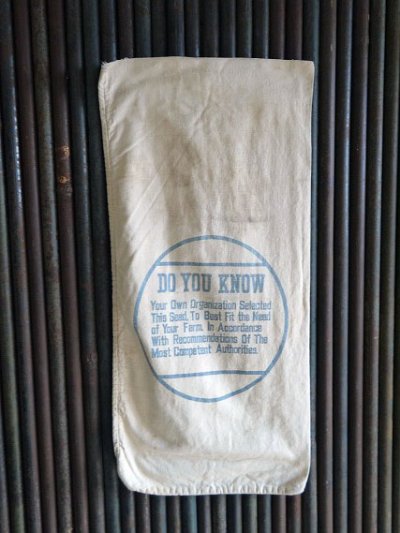 DO YOU KNOW
Your Own Organization Selected
This Seed, To Best Fit the Need
of Your Farm, In Accordance
With Recommendations Of The
Most Competent Authorities.